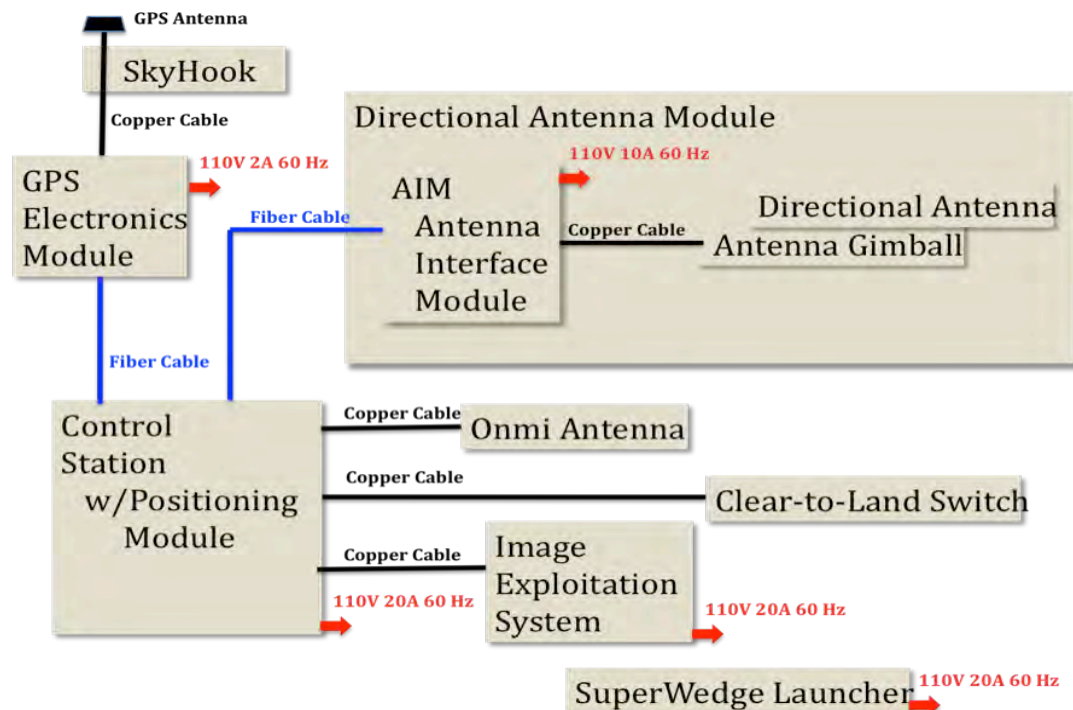 GPS Antenna
SkyHook
Copper Cable
110V 2A 60 Hz
GPS
Electronics
Module
Fiber Cable
Directional Antenna Module
110V 10A 60 Hz
AIM
Antenna
Interface
Module
Fiber Cable
Copper Cable
Directional Antenna
Antenna Gimball
Control
Station
w/Positioning
Module
Copper Cable
Onmi Antenna
Copper Cable
Clear-to-Land Switch
Copper Cable
Image
Exploitation
System
110V 20A 60 Hz
110V 20A 60 Hz
SuperWedge Launcher
110V 20A 60 Hz